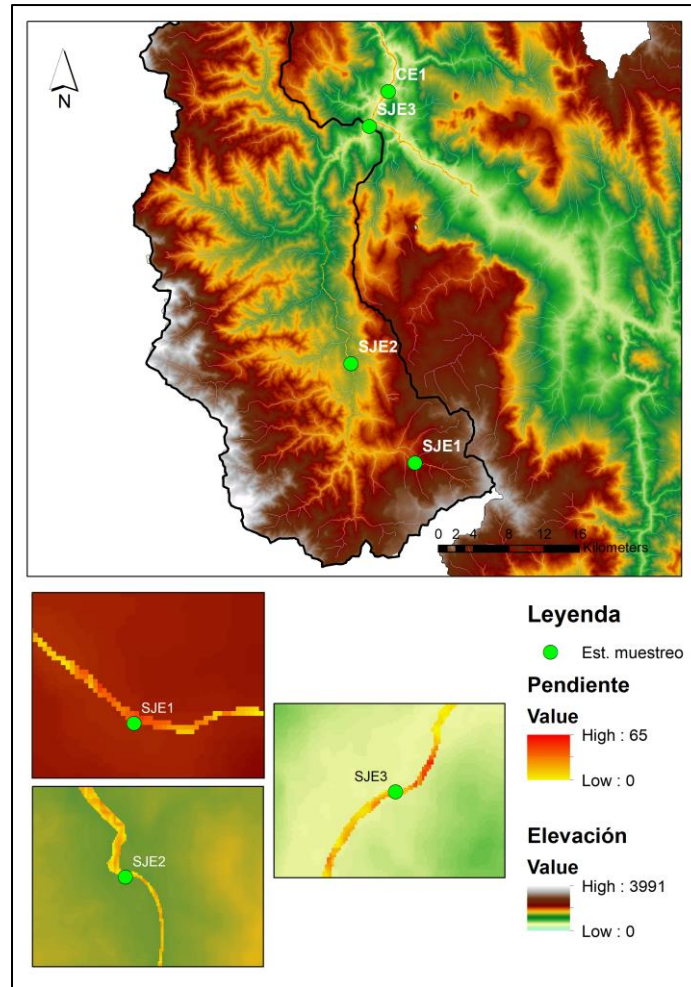 N
CE1
SJE3
SJE2
SJE1
0 2 4 8 12 16
Kilometers
SJE1
SJE2
SJE3
Leyenda
Est. muestreo
Pendiente
Value
High : 65
Low : 0
Elevación
Value
High : 3991
Low : 0